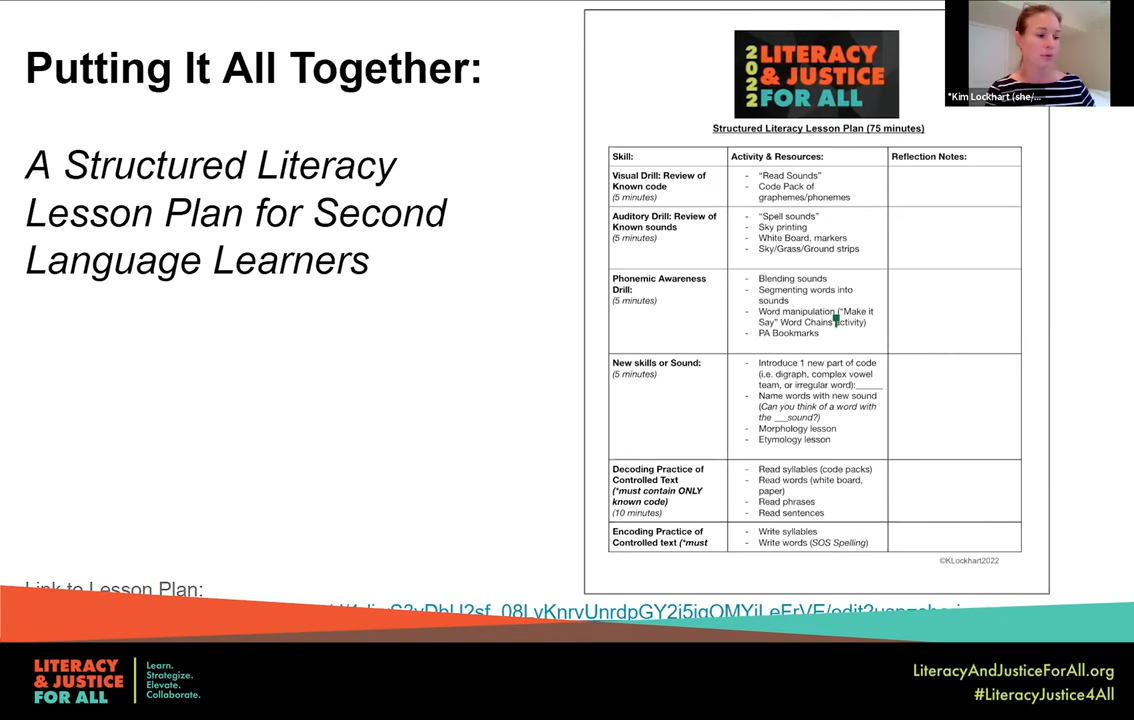 Putting It All Together:
A Structured Literacy
Lesson Plan for Second
Language Learners
Link to Lesson Plan:
2022
LITERACY
& JUSTICE
FOR ALL
Structured Literacy Lesson Plan (75 minutes)
Skill:
Activity & Resources:
Reflection Notes:
Visual Drill: Review of
Known code
(5 minutes)
- "Read Sounds"
- Code Pack of
graphemes/phonemes
Auditory Drill: Review of
Known sounds
(5 minutes)
- "Spell sounds"
- Sky printing
- White Board, markers
- Sky/Grass/Ground strips
Phonemic Awareness
Drill:
(5 minutes)
- Blending sounds
- Segmenting words into
sounds
- Word manipulation ("Make it
Say" Word Chains activity)
- PA Bookmarks
New skills or Sound:
(5 minutes)
- Introduce 1 new part of code
(i.e. digraph, complex vowel
team, or irregular word):_____
- Name words with new sound
(Can you think of a word with
the ___sound?)
- Morphology lesson
- Etymology lesson
Decoding Practice of
Controlled Text
(*must contain ONLY
known code)
(10 minutes)
- Read syllables (code packs)
- Read words (white board,
paper)
- Read phrases
- Read sentences
Encoding Practice of
Controlled text (*must
- Write syllables
- Write words (SOS Spelling)
©KLockhart2022
*Kim Lockhart (she/...
LITERACY
& JUSTICE
FOR ALL
Learn.
Strategize.
Elevate.
Collaborate.
LiteracyAndJusticeForAll.org
#LiteracyJustice4All